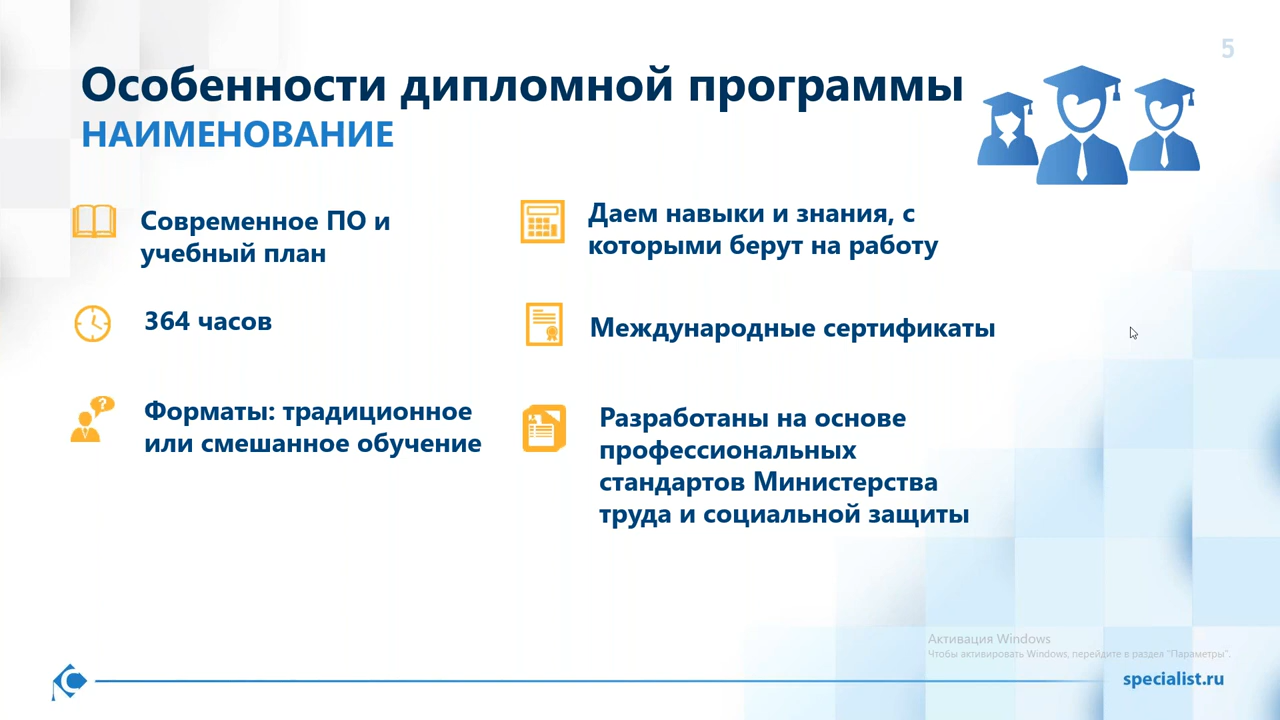 5
Особенности дипломной программы
НАИМЕНОВАНИЕ
Современное ПО и
учебный план
364 часов
Форматы: традиционное
или смешанное обучение
Даем навыки и знания, с
которыми берут на работу
Международные сертификаты
Разработаны на основе
профессиональных
стандартов Министерства
труда и социальной защиты
Активация Windows
Чтобы активировать Windows, перейдите в раздел "Параметры".
specialist.ru